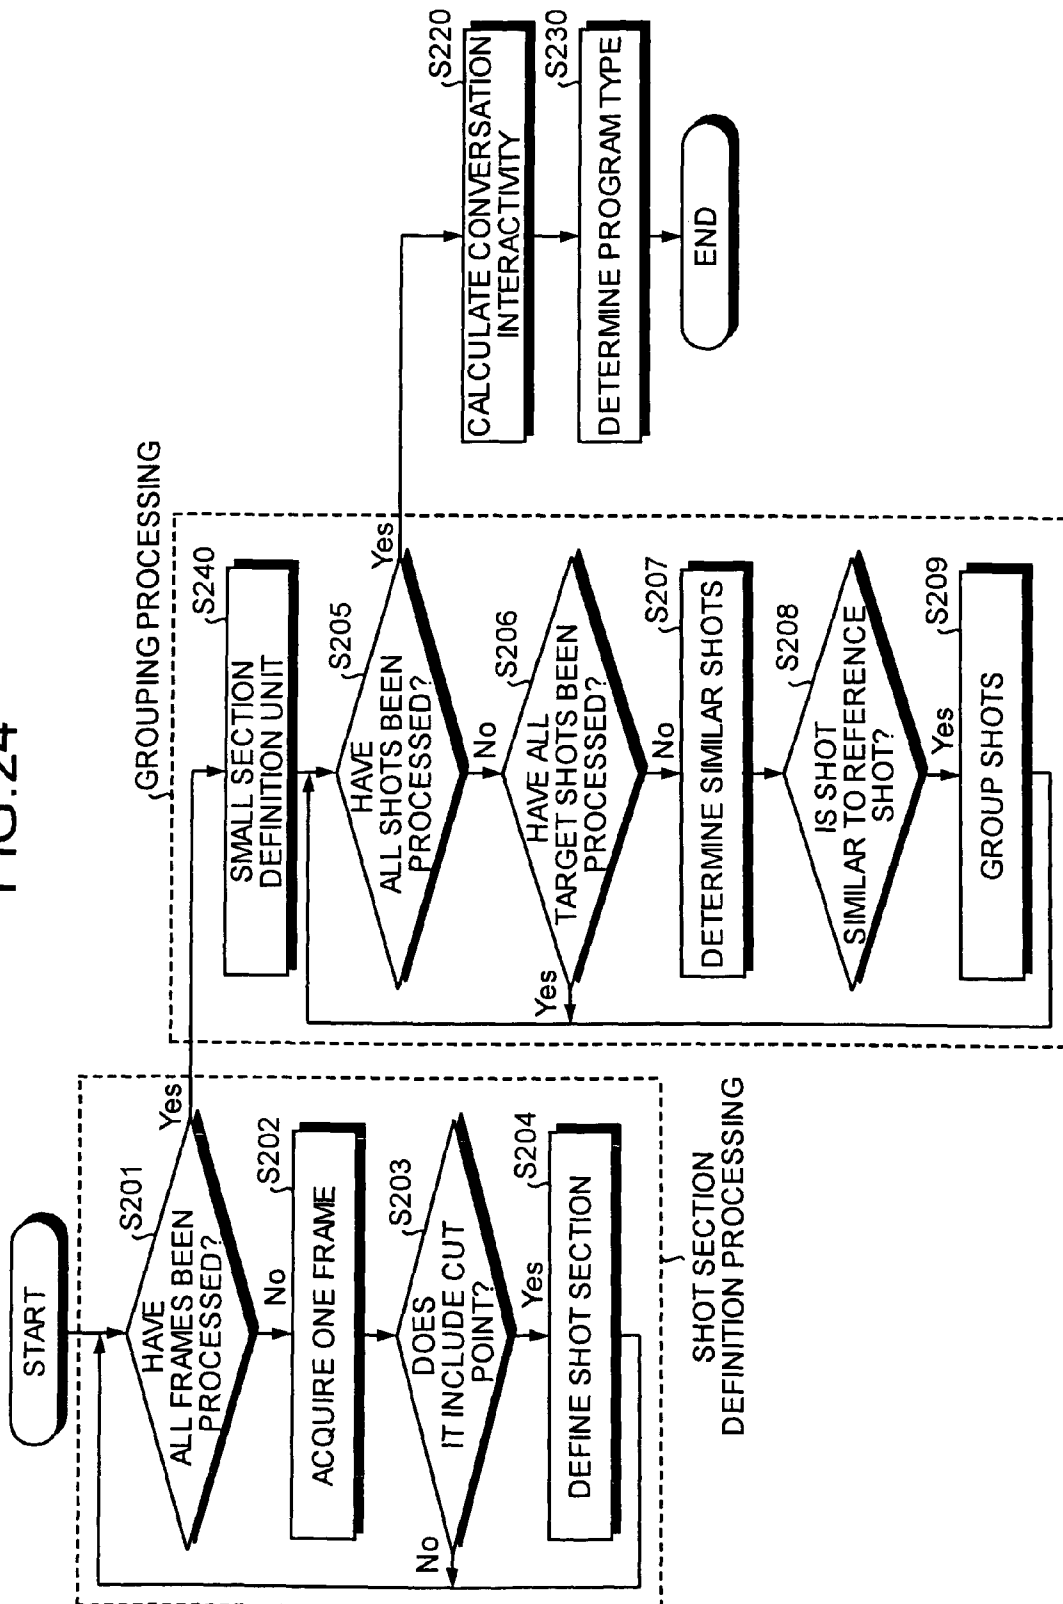 FIG.24
START
S201
HAVE
ALL FRAMES BEEN
PROCESSED?
Yes
No
S202
ACQUIRE ONE FRAME
S203
DOES
IT INCLUDE CUT
POINT?
No
Yes
S204
DEFINE SHOT SECTION
SHOT SECTION
DEFINITION PROCESSING
GROUPING PROCESSING
S240
SMALL SECTION
DEFINITION UNIT
S205
HAVE
ALL SHOTS BEEN
PROCESSED?
Yes
No
S206
HAVE ALL
TARGET SHOTS BEEN
PROCESSED?
Yes
No
S207
DETERMINE SIMILAR SHOTS
S208
IS SHOT
SIMILAR TO REFERENCE
SHOT?
Yes
S209
GROUP SHOTS
S220
CALCULATE CONVERSATION
INTERACTIVITY
S230
DETERMINE PROGRAM TYPE
END